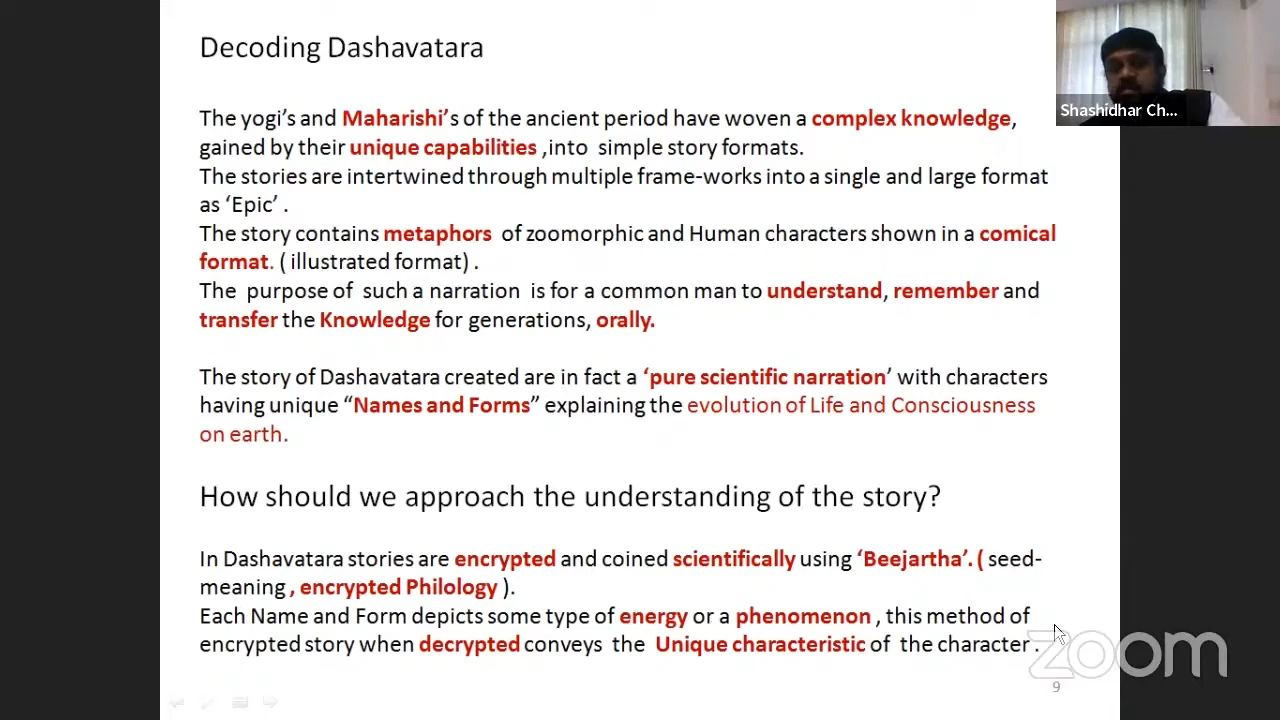 Decoding Dashavatara
The yogi’s and Maharishi’s of the ancient period have woven a complex knowledge,
gained by their unique capabilities ,into simple story formats.
The stories are intertwined through multiple frame-works into a single and large format
as ‘Epic’ .
The story contains metaphors of zoomorphic and Human characters shown in a comical
format. ( illustrated format) .
The purpose of such a narration is for a common man to understand, remember and
transfer the Knowledge for generations, orally.
The story of Dashavatara created are in fact a ‘pure scientific narration’ with characters
having unique “Names and Forms” explaining the evolution of Life and Consciousness
on earth.
How should we approach the understanding of the story?
In Dashavatara stories are encrypted and coined scientifically using ‘Beejartha’. ( seed-
meaning , encrypted Philology ).
Each Name and Form depicts some type of energy or a phenomenon , this method of
encrypted story when decrypted conveys the Unique characteristic of the character .
9
Shashidhar Ch...
zoom